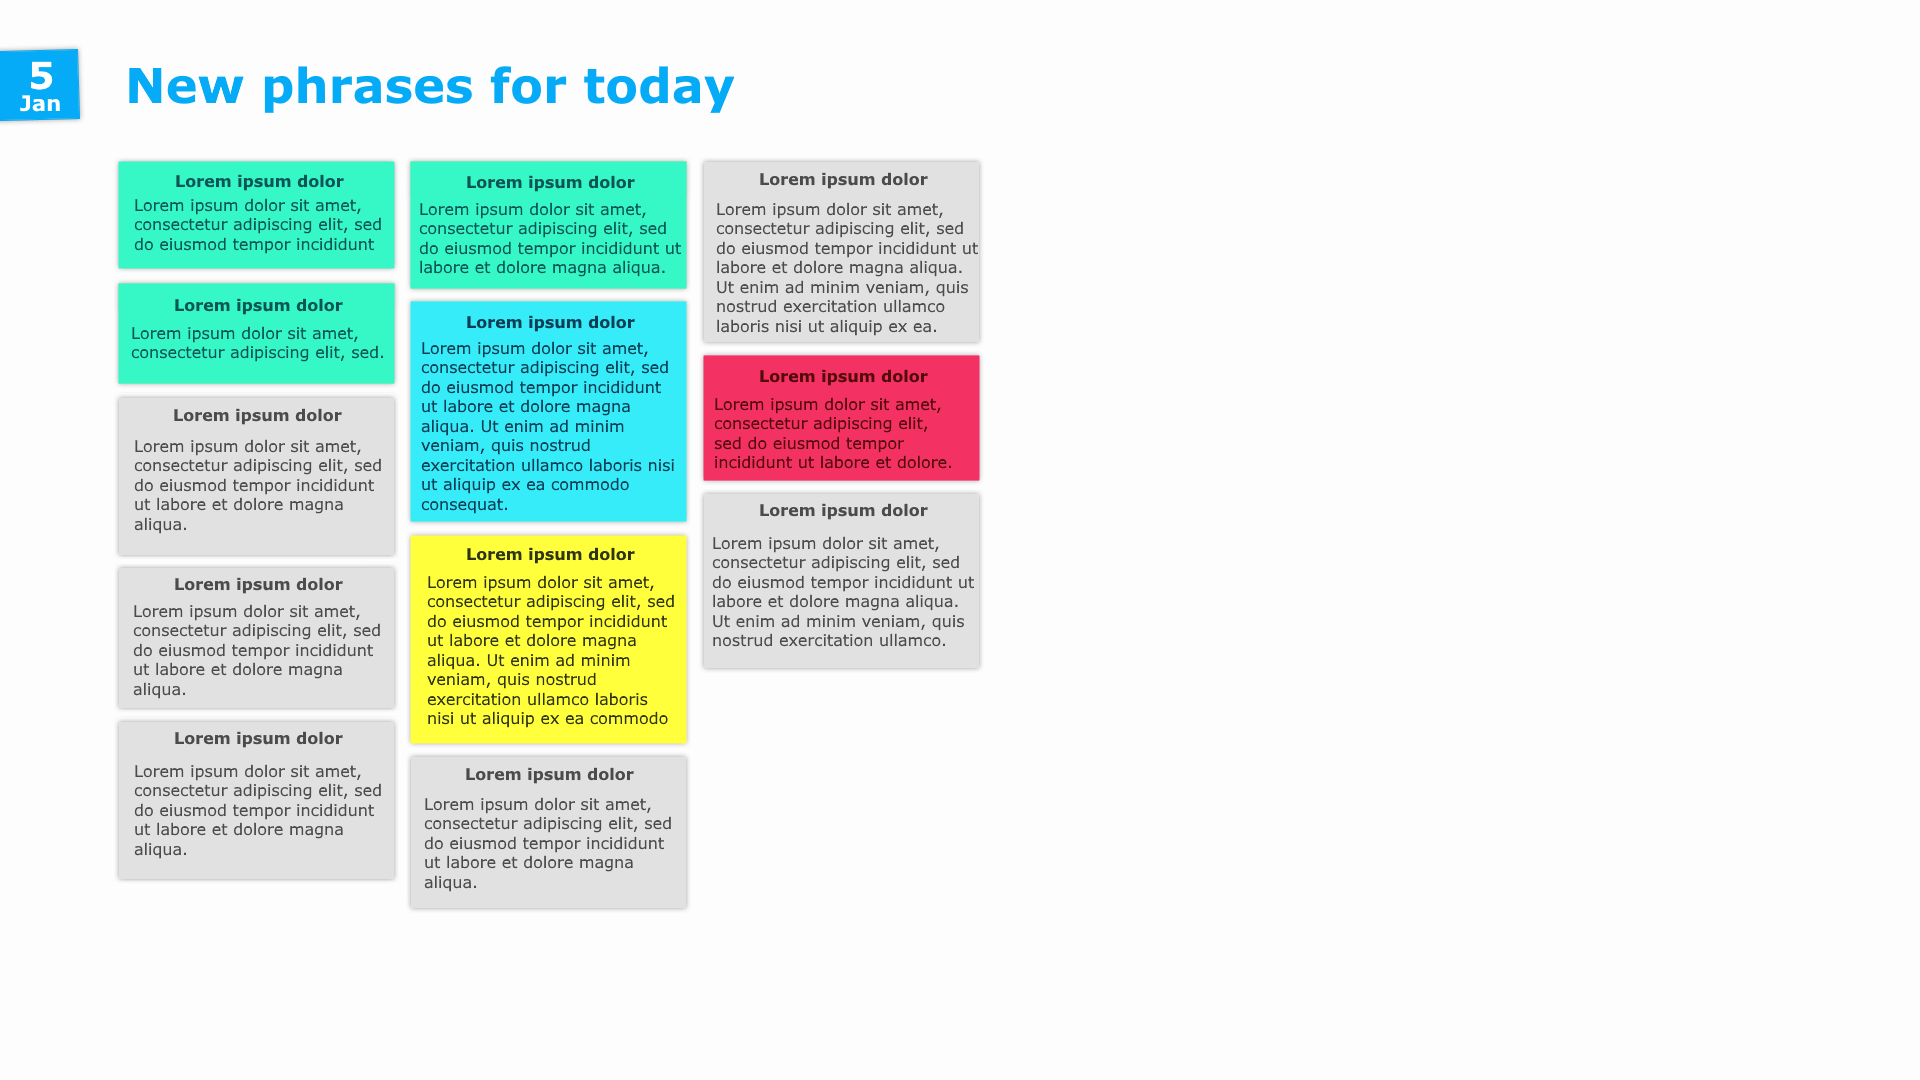 5
Jan
New phrases for today
Lorem ipsum dolor
Lorem ipsum dolor sit amet,
consectetur adipiscing elit, sed
do eiusmod tempor incididunt
Lorem ipsum dolor
Lorem ipsum dolor sit amet,
consectetur adipiscing elit, sed.
Lorem ipsum dolor
Lorem ipsum dolor sit amet,
consectetur adipiscing elit, sed
do eiusmod tempor incididunt
ut labore et dolore magna
aliqua.
Lorem ipsum dolor
Lorem ipsum dolor sit amet,
consectetur adipiscing elit, sed
do eiusmod tempor incididunt
ut labore et dolore magna
aliqua.
Lorem ipsum dolor
Lorem ipsum dolor sit amet,
consectetur adipiscing elit, sed
do eiusmod tempor incididunt
ut labore et dolore magna
aliqua.
Lorem ipsum dolor
Lorem ipsum dolor sit amet,
consectetur adipiscing elit, sed
do eiusmod tempor incididunt ut
labore et dolore magna aliqua.
Lorem ipsum dolor
Lorem ipsum dolor sit amet,
consectetur adipiscing elit, sed
do eiusmod tempor incididunt
ut labore et dolore magna
aliqua. Ut enim ad minim
veniam, quis nostrud
exercitation ullamco laboris nisi
ut aliquip ex ea commodo
consequat.
Lorem ipsum dolor
Lorem ipsum dolor sit amet,
consectetur adipiscing elit, sed
do eiusmod tempor incididunt
ut labore et dolore magna
aliqua. Ut enim ad minim
veniam, quis nostrud
exercitation ullamco laboris
nisi ut aliquip ex ea commodo
Lorem ipsum dolor
Lorem ipsum dolor sit amet,
consectetur adipiscing elit, sed
do eiusmod tempor incididunt
ut labore et dolore magna
aliqua.
Lorem ipsum dolor
Lorem ipsum dolor sit amet,
consectetur adipiscing elit, sed
do eiusmod tempor incididunt ut
labore et dolore magna aliqua.
Ut enim ad minim veniam, quis
nostrud exercitation ullamco
laboris nisi ut aliquip ex ea.
Lorem ipsum dolor
Lorem ipsum dolor sit amet,
consectetur adipiscing elit,
sed do eiusmod tempor
incididunt ut labore et dolore.
Lorem ipsum dolor
Lorem ipsum dolor sit amet,
consectetur adipiscing elit, sed
do eiusmod tempor incididunt ut
labore et dolore magna aliqua.
Ut enim ad minim veniam, quis
nostrud exercitation ullamco.